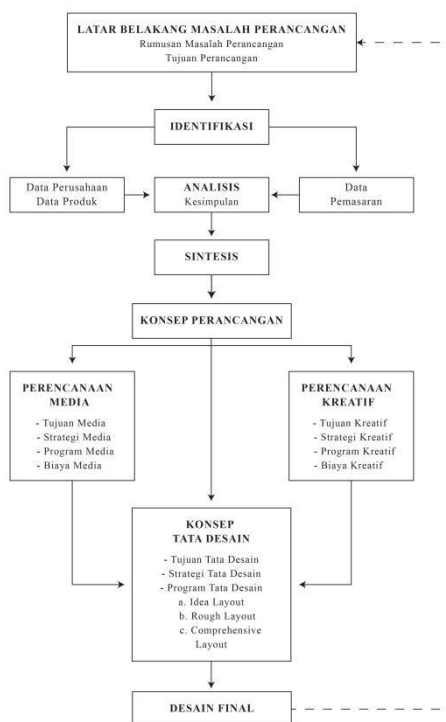 LATAR BELAKANG MASALAH PERANCANGAN
Rumusan Masalah Perancangan
Tujuan Perancangan
IDENTIFIKASI
Data Perusahaan
Data Produk
ANALISIS
Kesimpulan
Data
Pemasaran
SINTESIS
KONSEP PERANCANGAN
PERENCANAAN
MEDIA
- Tujuan Media
- Strategi Media
- Program Media
- Biaya Media
PERENCANAAN
KREATIF
- Tujuan Kreatif
- Strategi Kreatif
- Program Kreatif
- Biaya Kreatif
KONSEP
TATA DESAIN
- Tujuan Tata Desain
- Strategi Tata Desain
- Program Tata Desain
a. Idea Layout
b. Rough Layout
c. Comprehensive
Layout
DESAIN FINAL